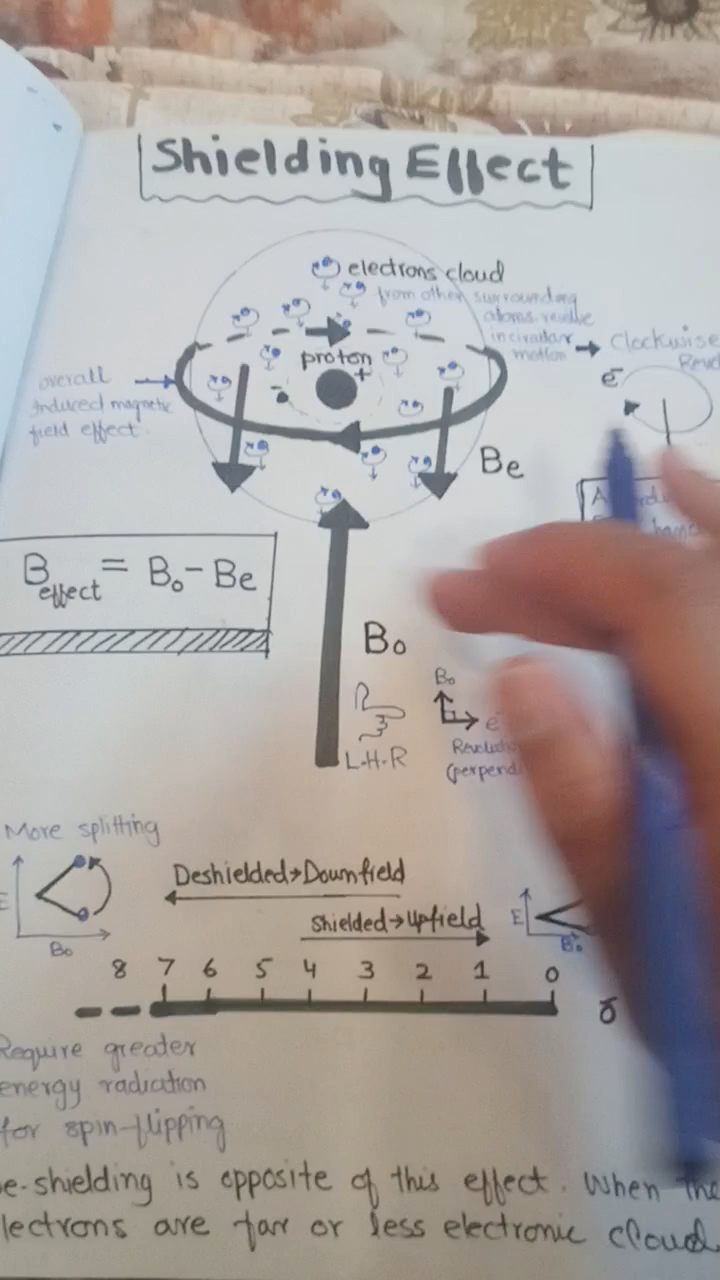 Shielding Effect
electrons cloud
from other surrounding
atoms revolve
in circular
motion → Clockwise
e⁻
proton
+
-
overall
induced magnetic
field effect
Be
B effect = Bo - Be
Bo
Bo
e
L-H-R
More splitting
E
Bo
Deshielded → Downfield
Shielded → Upfield
E
Bo
8 7 6 5 4 3 2 1 0
Require greater
energy radiation
for spin-flipping
e-shielding is opposite of this effect. When the
lectrons are far or less electronic cloud